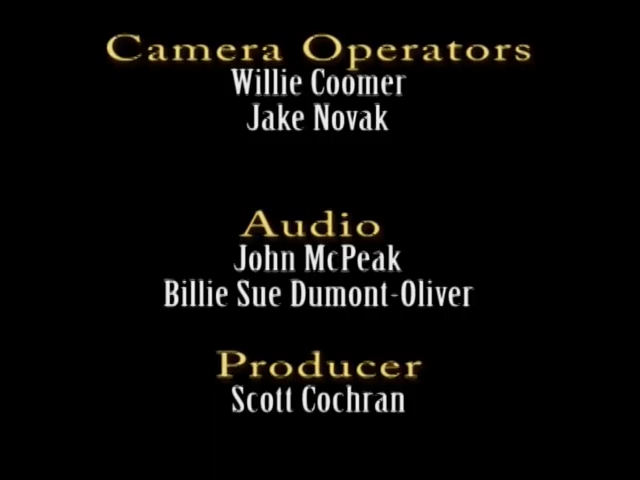 Camera Operators
Willie Coomer
Jake Novak
Audio
John McPeak
Billie Sue Dumont-Oliver
Producer
Scott Cochran